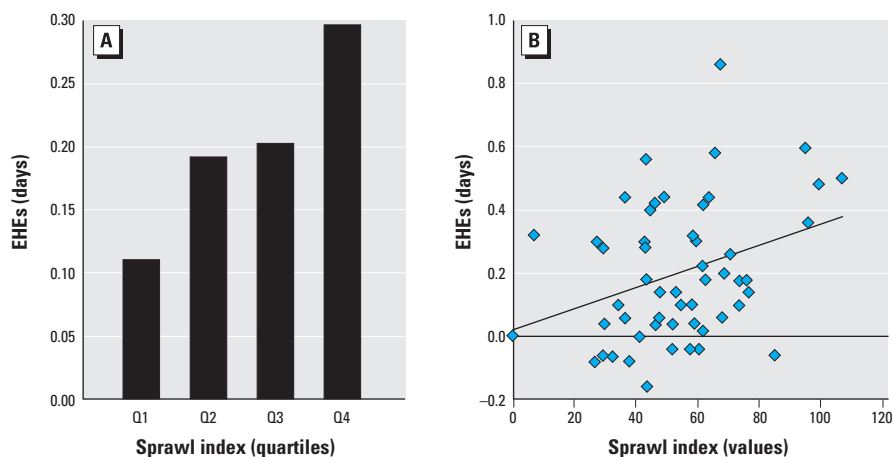 A
EHEs (days)
0.30
0.25
0.20
0.15
0.10
0.05
0.00
Q1 Q2 Q3 Q4
Sprawl index (quartiles)
B
EHEs (days)
1.0
0.8
0.6
0.4
0.2
0.0
–0.2
0 20 40 60 80 100 120
Sprawl index (values)